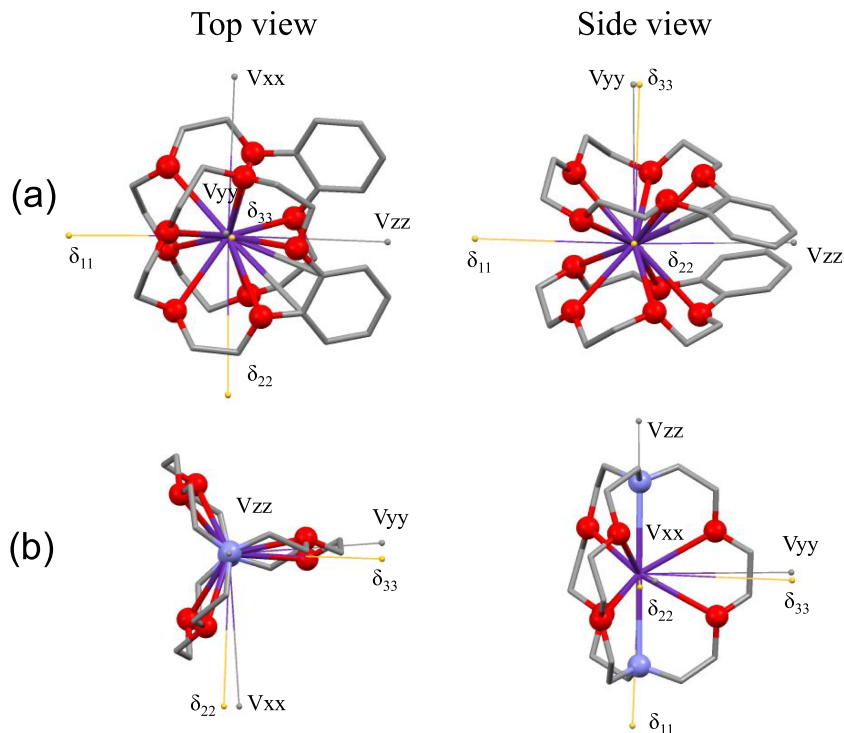 Top view
Side view
(a)
Vxx
Vyy
δ33
Vzz
δ11
δ22
Vyy
δ33
δ11
δ22
Vzz
(b)
Vzz
Vyy
δ33
δ22
Vxx
Vzz
Vxx
Vyy
δ22
δ33
δ11